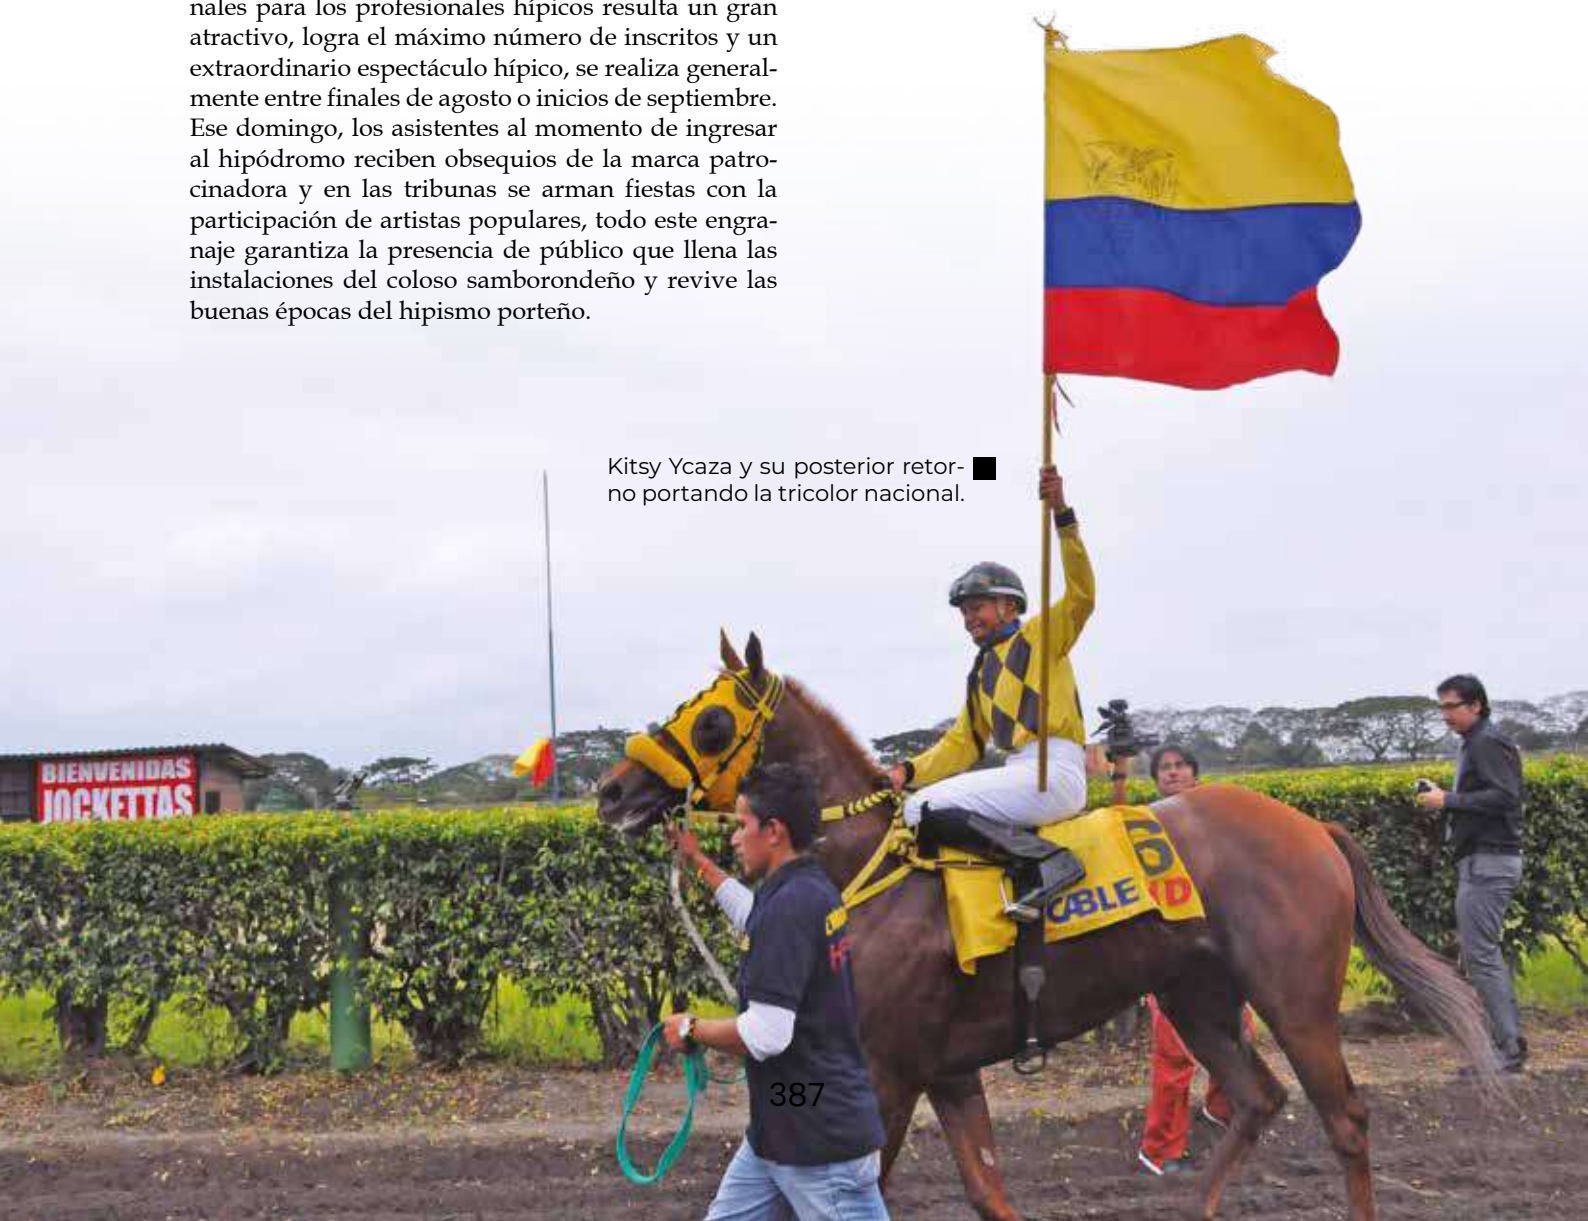 nales para los profesionales hípicos resulta un gran
atractivo, logra el máximo número de inscritos y un
extraordinario espectáculo hípico, se realiza general-
mente entre finales de agosto o inicios de septiembre.
Ese domingo, los asistentes al momento de ingresar
al hipódromo reciben obsequios de la marca patro-
cinadora y en las tribunas se arman fiestas con la
participación de artistas populares, todo este engra-
naje garantiza la presencia de público que llena las
instalaciones del coloso samborondeño y revive las
buenas épocas del hipismo porteño.
Kitsy Ycaza y su posterior retor-
no portando la tricolor nacional.
BIENVENIDAS
JOCKETTAS
6
CABLE
387